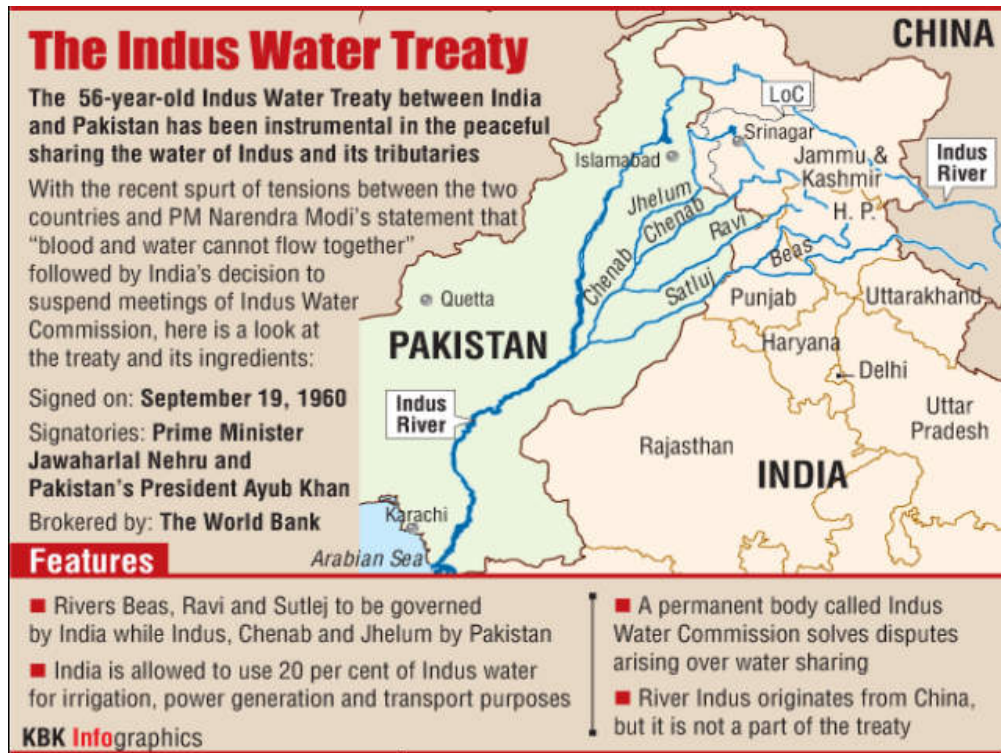 The Indus Water Treaty
The 56-year-old Indus Water Treaty between India
and Pakistan has been instrumental in the peaceful
sharing the water of Indus and its tributaries
With the recent spurt of tensions between the two
countries and PM Narendra Modi's statement that
“blood and water cannot flow together”
followed by India's decision to
suspend meetings of Indus Water
Commission, here is a look at
the treaty and its ingredients:
Signed on: September 19, 1960
Signatories: Prime Minister
Jawaharlal Nehru and
Pakistan's President Ayub Khan
Brokered by: The World Bank
CHINA
LoC
Srinagar
Islamabad
Jammu &
Kashmir
Indus
River
Jhelum
Chenab
Ravi
H. P.
Chenab
Beas
Satluj
Quetta
Punjab
Uttarakhand
PAKISTAN
Haryana
Delhi
Indus
River
Uttar
Pradesh
Rajasthan
INDIA
Karachi
Arabian Sea
Features
■ Rivers Beas, Ravi and Sutlej to be governed
by India while Indus, Chenab and Jhelum by Pakistan
■ India is allowed to use 20 per cent of Indus water
for irrigation, power generation and transport purposes
■ A permanent body called Indus
Water Commission solves disputes
arising over water sharing
■ River Indus originates from China,
but it is not a part of the treaty
KBK Infographics